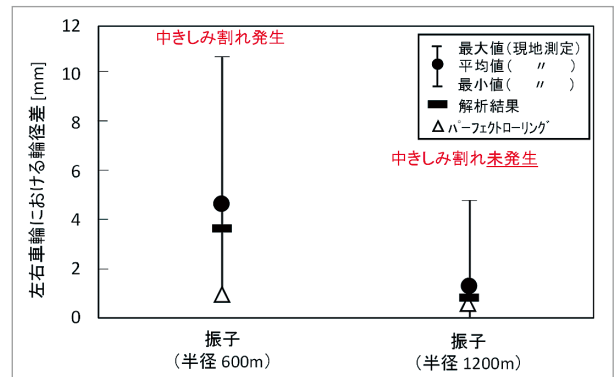 12
10
8
6
4
2
0
左右車輪における輪径差 [mm]
中きしみ割れ発生
最大値(現地測定)
平均値( 〃 )
最小値( 〃 )
解析結果
パーフェクトローリング
中きしみ割れ未発生
振子
(半径 600m)
振子
(半径 1200m)